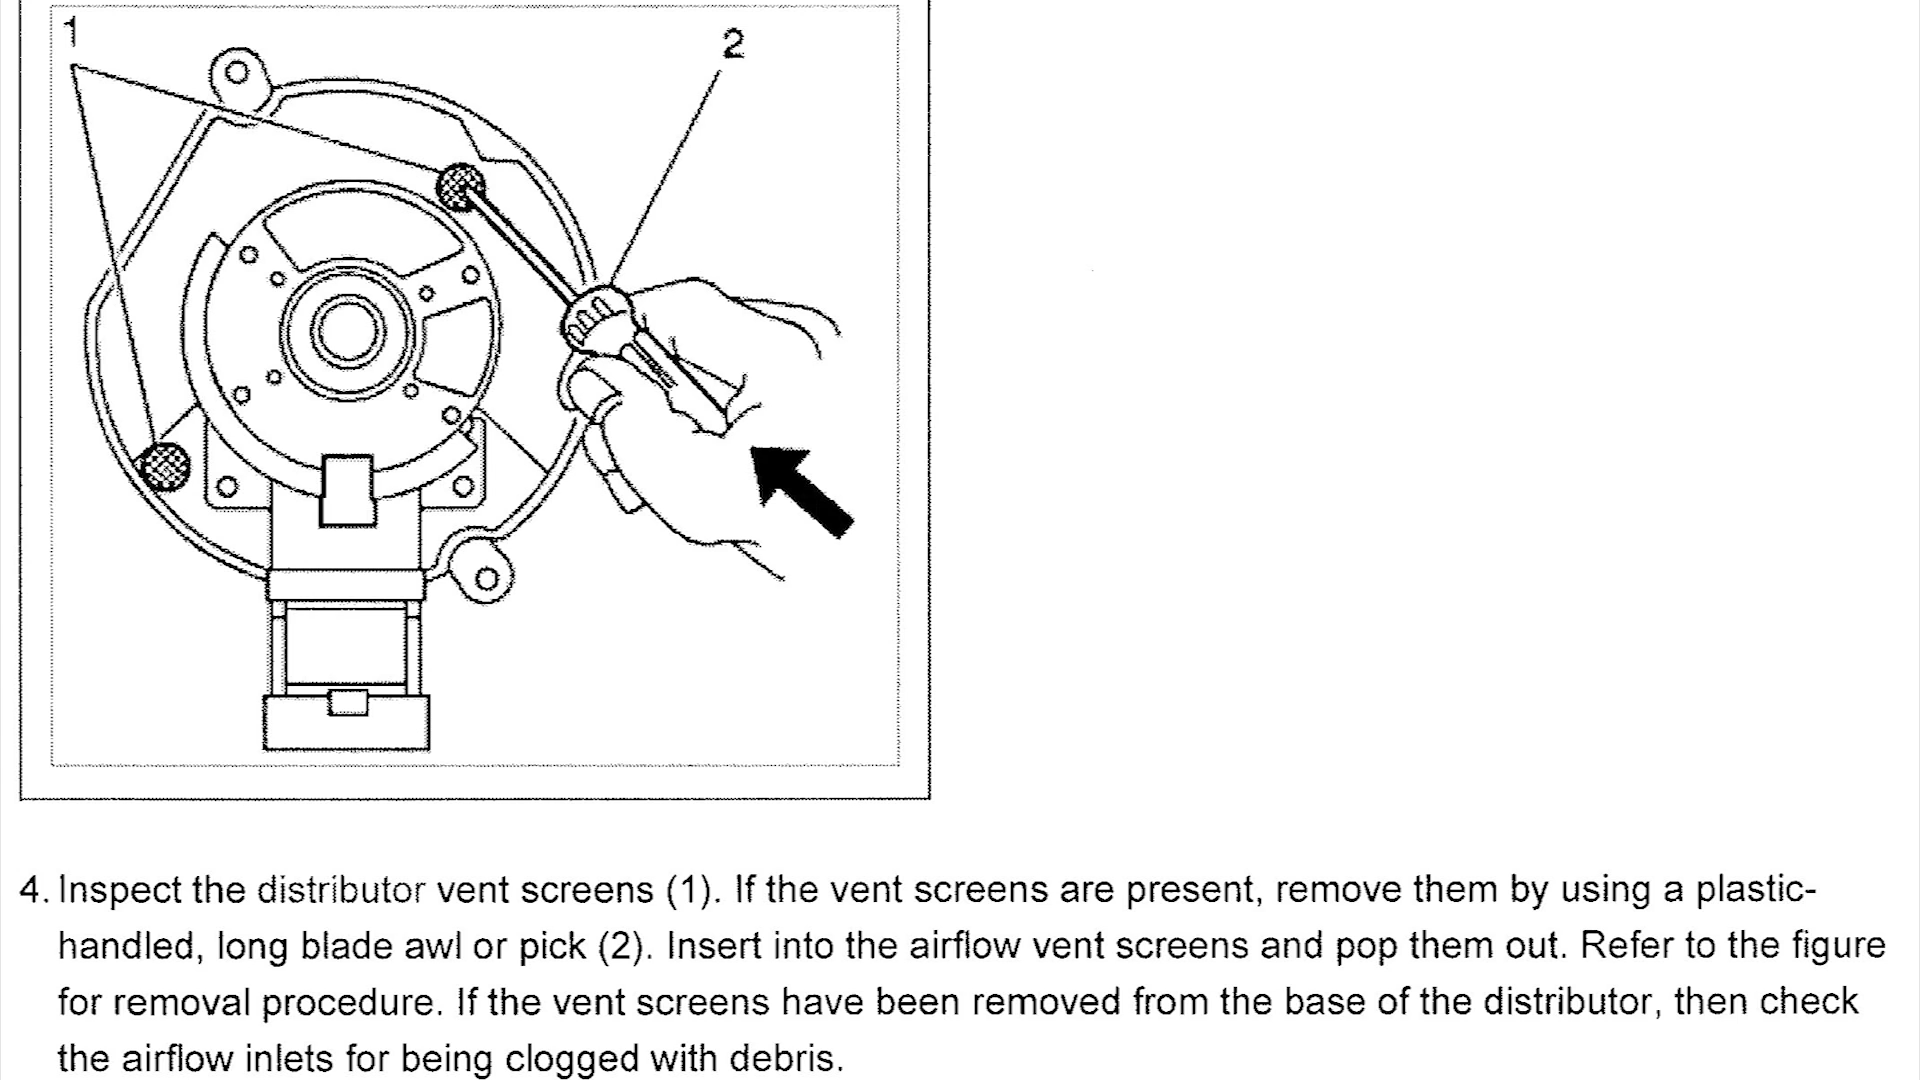 1
2
4. Inspect the distributor vent screens (1). If the vent screens are present, remove them by using a plastic-
handled, long blade awl or pick (2). Insert into the airflow vent screens and pop them out. Refer to the figure
for removal procedure. If the vent screens have been removed from the base of the distributor, then check
the airflow inlets for being clogged with debris.